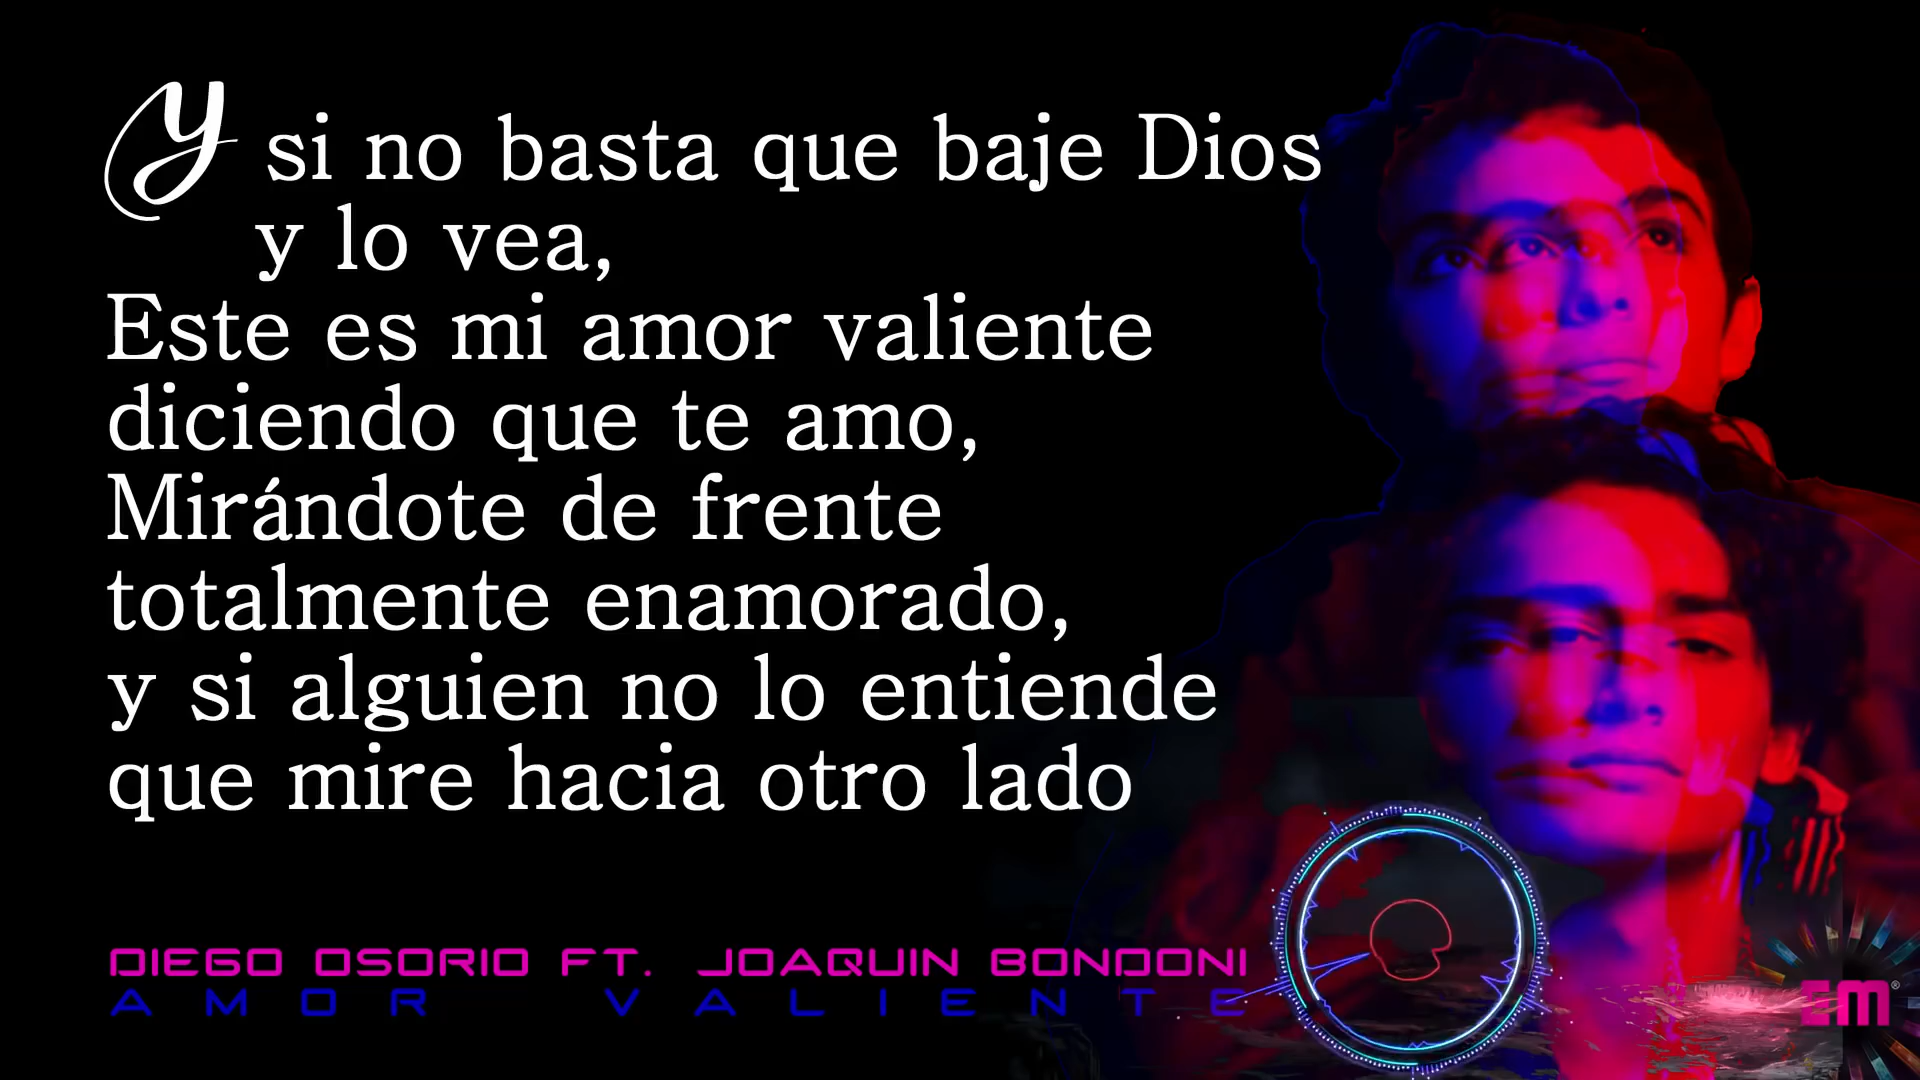 Y si no basta que baje Dios
y lo vea,
Este es mi amor valiente
diciendo que te amo,
Mirándote de frente
totalmente enamorado,
y si alguien no lo entiende
que mire hacia otro lado
DIEGO OSORIO FT. JOAQUIN BONDONI
AMOR VALIENTE
EM®